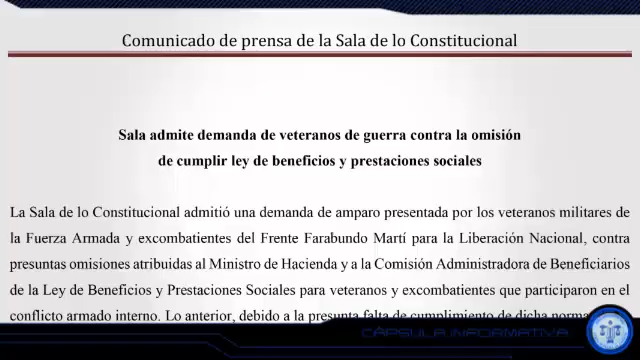 Comunicado de prensa de la Sala de lo Constitucional
Sala admite demanda de veteranos de guerra contra la omisión
de cumplir ley de beneficios y prestaciones sociales
La Sala de lo Constitucional admitió una demanda de amparo presentada por los veteranos militares de
la Fuerza Armada y excombatientes del Frente Farabundo Martí para la Liberación Nacional, contra
presuntas omisiones atribuidas al Ministro de Hacienda y a la Comisión Administradora de Beneficiarios
de la Ley de Beneficios y Prestaciones Sociales para veteranos y excombatientes que participaron en el
conflicto armado interno. Lo anterior, debido a la presunta falta de cumplimiento de dicha
CÁPSULA INFORMATIVA